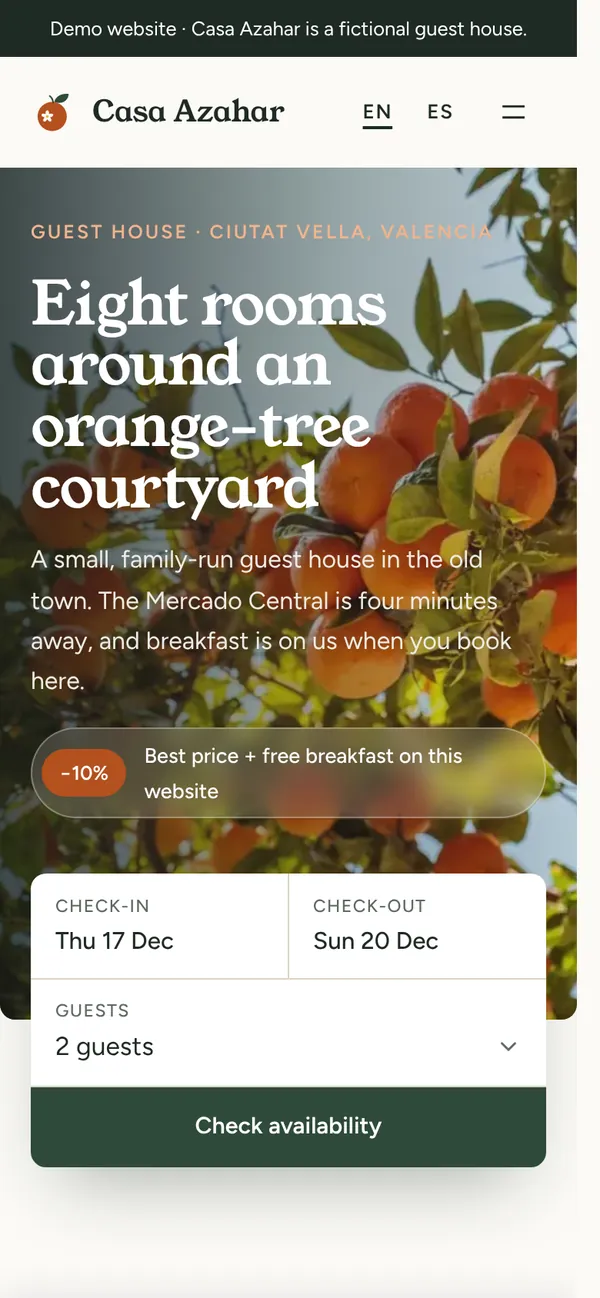 Demo website · Casa Azahar is a fictional guest house.
Casa Azahar
EN ES
GUEST HOUSE · CIUTAT VELLA, VALENCIA
Eight rooms
around an
orange-tree
courtyard
A small, family-run guest house in the old
town. The Mercado Central is four minutes
away, and breakfast is on us when you book
here.
−10%
Best price + free breakfast on this
website
CHECK-IN
Thu 17 Dec
CHECK-OUT
Sun 20 Dec
GUESTS
2 guests
Check availability